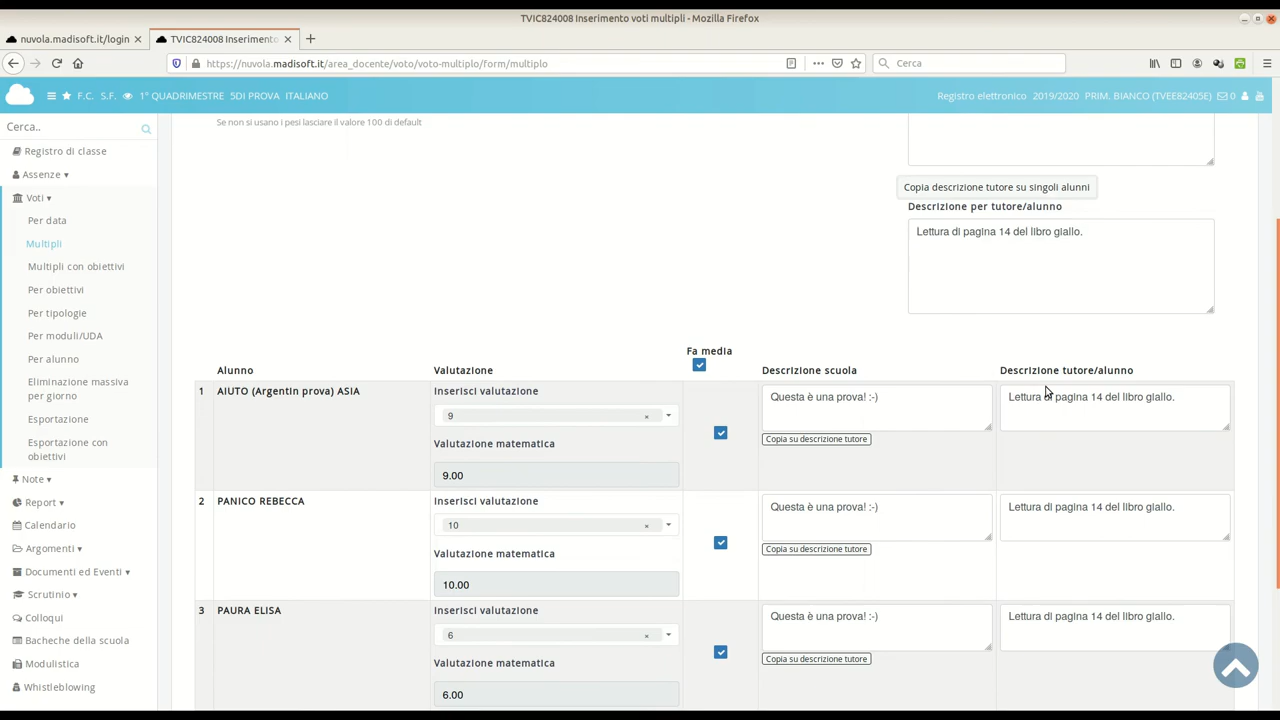 TVIC824008 Inserimento voti multipli - Mozilla Firefox
nuvola.madisoft.it/login
TVIC824008 Inserimento
https://nuvola.madisoft.it/area_docente/voto/voto-multiplo/form/multiplo
Cerca
F.C. S.F. 1° QUADRIMESTRE 5DI PROVA ITALIANO
Registro elettronico 2019/2020 PRIM. BIANCO (TVEE82405E) 0
Cerca..
Registro di classe
Assenze
Voti
Per data
Multipli
Multipli con obiettivi
Per obiettivi
Per tipologie
Per moduli/UDA
Per alunno
Eliminazione massiva
per giorno
Esportazione
Esportazione con
obiettivi
Note
Report
Calendario
Argomenti
Documenti ed Eventi
Scrutinio
Colloqui
Bacheche della scuola
Modulistica
Whistleblowing
Se non si usano i pesi lasciare il valore 100 di default
Copia descrizione tutore su singoli alunni
Descrizione per tutore/alunno
Lettura di pagina 14 del libro giallo.
Fa media
Alunno Valutazione Descrizione scuola Descrizione tutore/alunno
1 AIUTO (Argentin prova) ASIA Inserisci valutazione Questa è una prova! :-) Lettura di pagina 14 del libro giallo.
9 ×
Copia su descrizione tutore
Valutazione matematica
9.00
2 PANICO REBECCA Inserisci valutazione Questa è una prova! :-) Lettura di pagina 14 del libro giallo.
10 ×
Copia su descrizione tutore
Valutazione matematica
10.00
3 PAURA ELISA Inserisci valutazione Questa è una prova! :-) Lettura di pagina 14 del libro giallo.
6 ×
Copia su descrizione tutore
Valutazione matematica
6.00